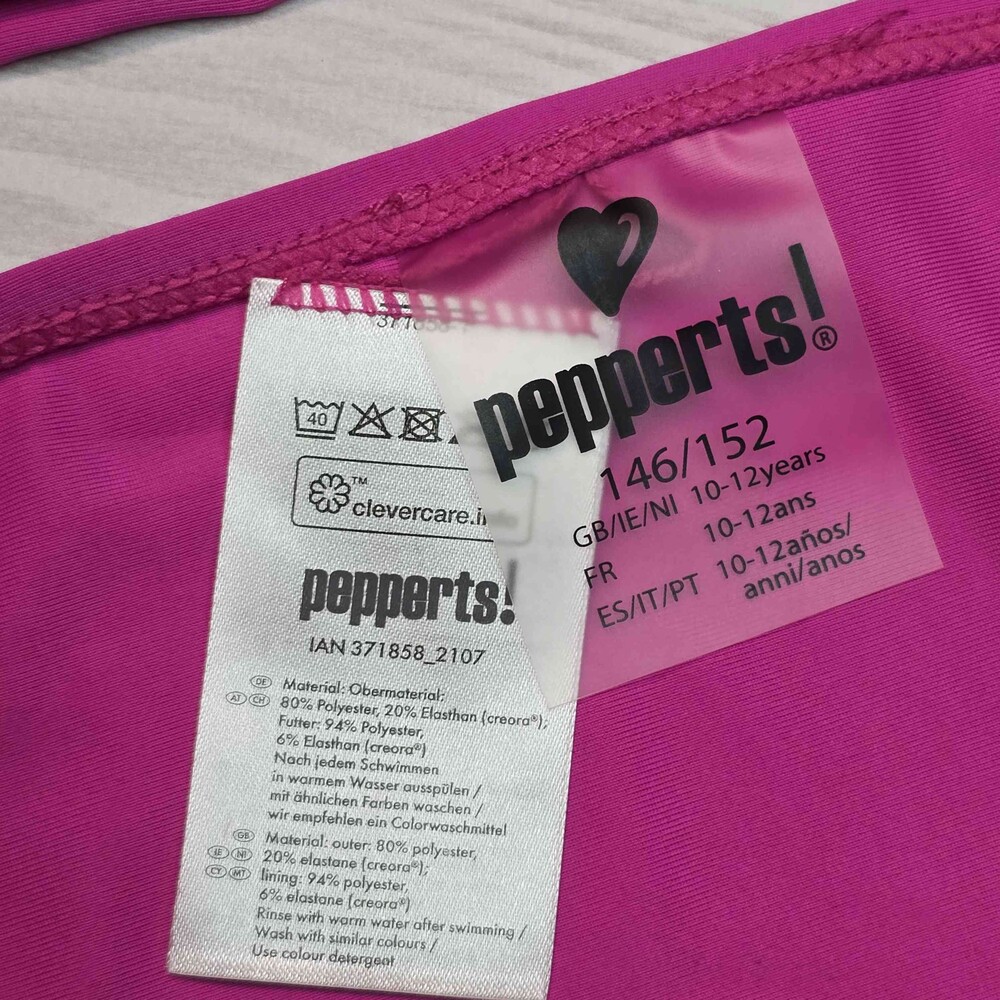 pepperts!®
146/152
GB/IE/NI 10-12years
FR 10-12ans
ES/IT/PT 10-12años/
anni/anos
40
™
clevercare.i
pepperts!
IAN 371858_2107
DE Material: Obermaterial:
AT CH 80% Polyester, 20% Elasthan (creora®);
Futter: 94% Polyester,
6% Elasthan (creora®)
Nach jedem Schwimmen
in warmem Wasser ausspülen /
mit ähnlichen Farben waschen /
wir empfehlen ein Colorwaschmittel
GB Material: outer: 80% polyester,
IE NI 20% elastane (creora®);
CY MT lining: 94% polyester,
6% elastane (creora®)
Rinse with warm water after swimming /
Wash with similar colours /
Use colour detergent